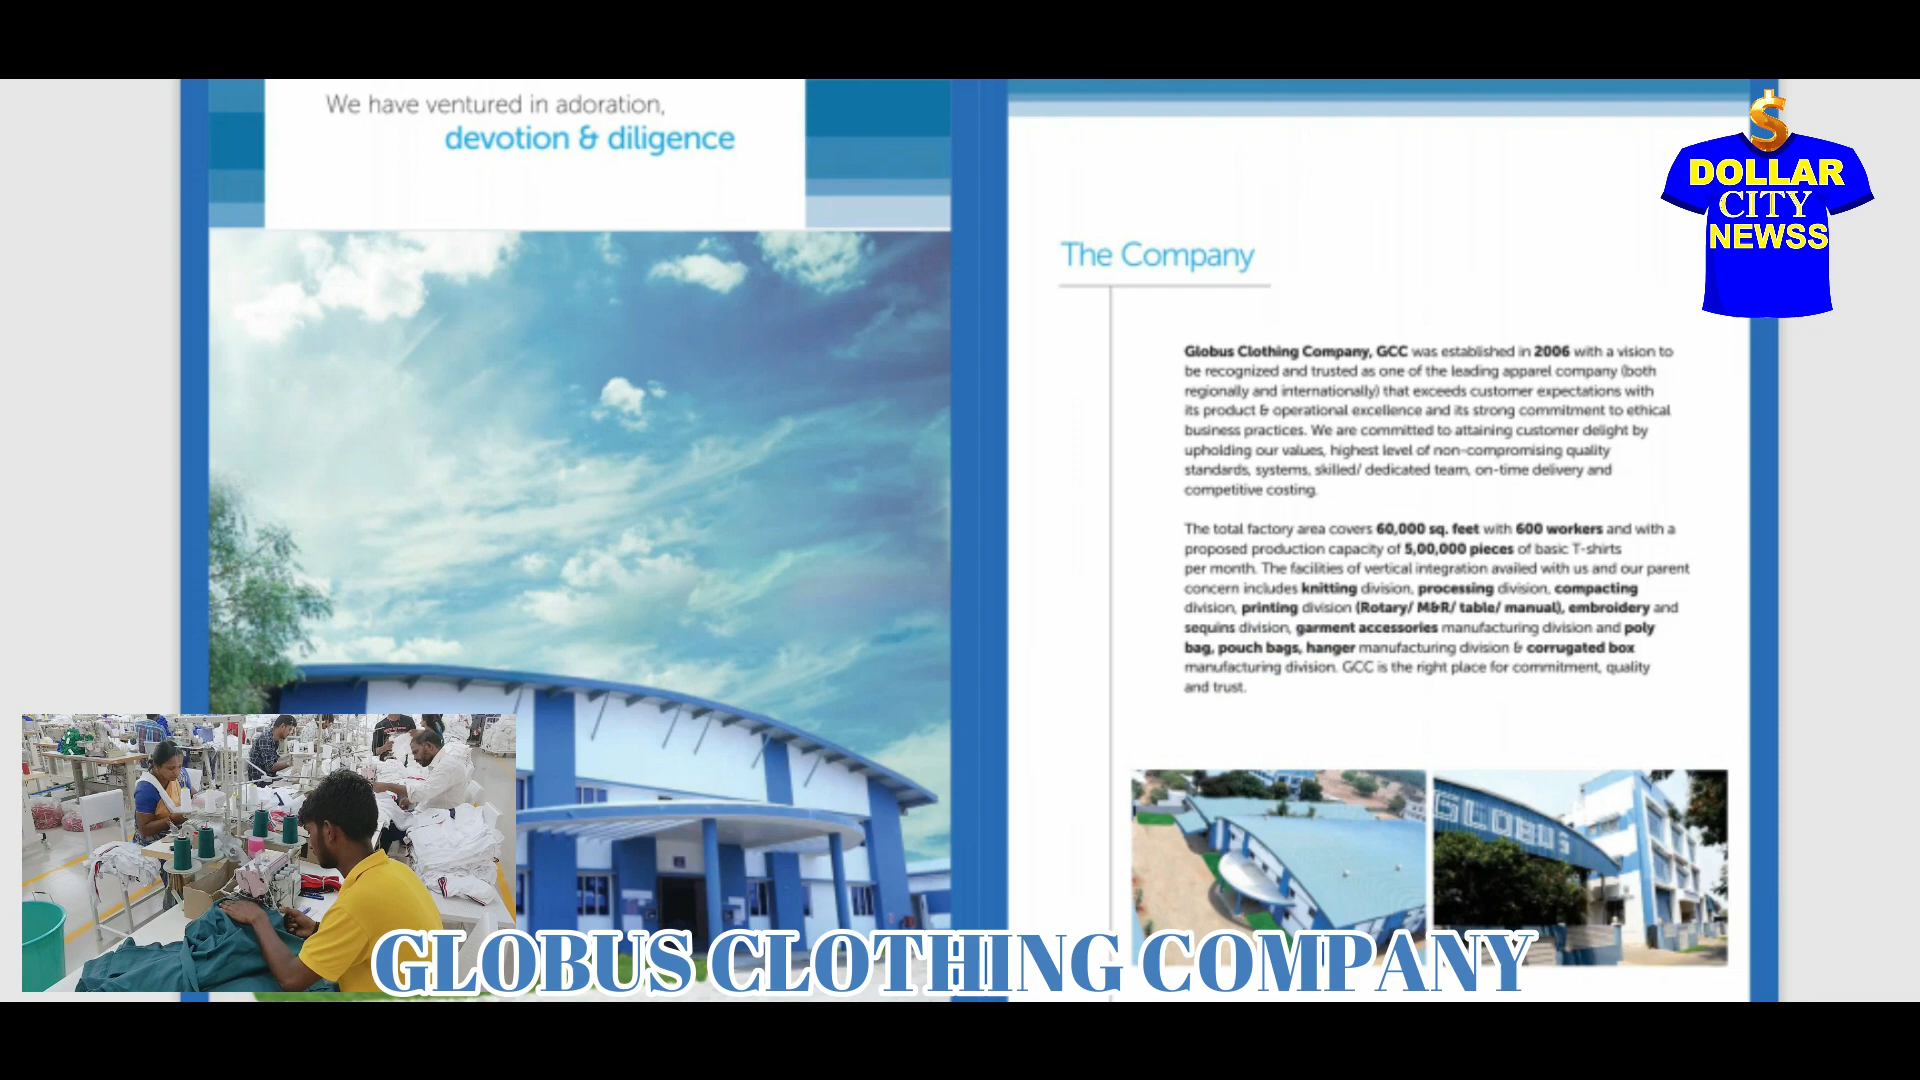 We have ventured in adoration,
devotion & diligence
$
DOLLAR
CITY
NEWSS
The Company
Globus Clothing Company, GCC was established in 2006 with a vision to
be recognized and trusted as one of the leading apparel company (both
regionally and internationally) that exceeds customer expectations with
its product & operational excellence and its strong commitment to ethical
business practices. We are committed to attaining customer delight by
upholding our values, highest level of non-compromising quality
standards, systems, skilled/ dedicated team, on-time delivery and
competitive costing.
The total factory area covers 60,000 sq. feet with 600 workers and with a
proposed production capacity of 5,00,000 pieces of basic T-shirts
per month. The facilities of vertical integration availed with us and our parent
concern includes knitting division, processing division, compacting
division, printing division (Rotary/ M&R/ table/ manual), embroidery and
sequins division, garment accessories manufacturing division and poly
bag, pouch bags, hanger manufacturing division & corrugated box
manufacturing division. GCC is the right place for commitment, quality
and trust.
GLOBUS
GLOBUS CLOTHING COMPANY